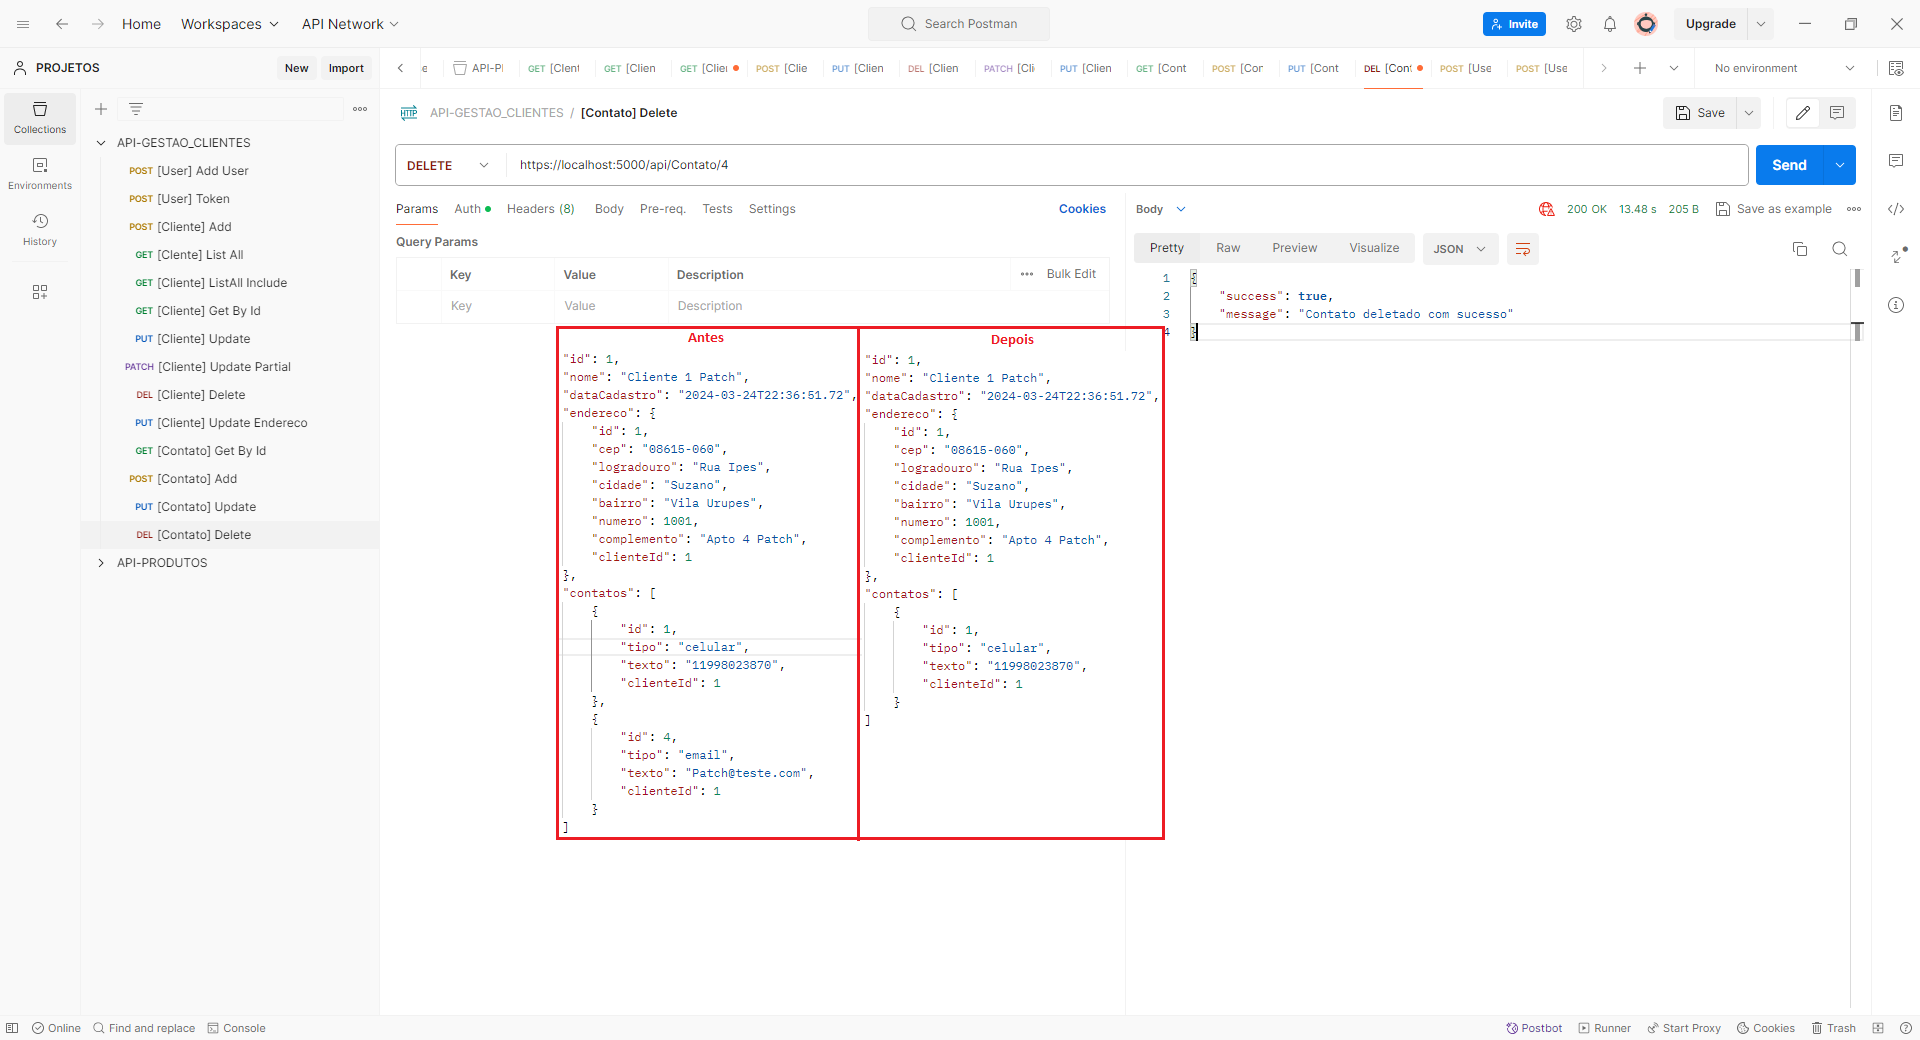 Home Workspaces API Network Search Postman Invite Upgrade
PROJETOS New Import
e API-PI GET [Client GET [Clien GET [Clier POST [Clie PUT [Clien DEL [Clien PATCH [Cli PUT [Clien GET [Cont POST [Cor PUT [Cont DEL [Cont POST [Use POST [Use No environment
Collections
Environments
History
API-GESTAO_CLIENTES
POST [User] Add User
POST [User] Token
POST [Cliente] Add
GET [Clente] List All
GET [Cliente] ListAll Include
GET [Cliente] Get By Id
PUT [Cliente] Update
PATCH [Cliente] Update Partial
DEL [Cliente] Delete
PUT [Cliente] Update Endereco
GET [Contato] Get By Id
POST [Contato] Add
PUT [Contato] Update
DEL [Contato] Delete
API-PRODUTOS
HTTP API-GESTAO_CLIENTES / [Contato] Delete Save
DELETE https://localhost:5000/api/Contato/4 Send
Params Auth Headers (8) Body Pre-req. Tests Settings Cookies
Query Params
Key Value Description Bulk Edit
Key Value Description
Antes
"id": 1,
"nome": "Cliente 1 Patch",
"dataCadastro": "2024-03-24T22:36:51.72",
"endereco": {
"id": 1,
"cep": "08615-060",
"logradouro": "Rua Ipes",
"cidade": "Suzano",
"bairro": "Vila Urupes",
"numero": 1001,
"complemento": "Apto 4 Patch",
"clienteId": 1
},
"contatos": [
{
"id": 1,
"tipo": "celular",
"texto": "11998023870",
"clienteId": 1
},
{
"id": 4,
"tipo": "email",
"texto": "Patch@teste.com",
"clienteId": 1
}
]
Depois
"id": 1,
"nome": "Cliente 1 Patch",
"dataCadastro": "2024-03-24T22:36:51.72",
"endereco": {
"id": 1,
"cep": "08615-060",
"logradouro": "Rua Ipes",
"cidade": "Suzano",
"bairro": "Vila Urupes",
"numero": 1001,
"complemento": "Apto 4 Patch",
"clienteId": 1
},
"contatos": [
{
"id": 1,
"tipo": "celular",
"texto": "11998023870",
"clienteId": 1
}
]
Body 200 OK 13.48 s 205 B Save as example
Pretty Raw Preview Visualize JSON
1 {
2 "success": true,
3 "message": "Contato deletado com sucesso"
4 }
Online Find and replace Console Postbot Runner Start Proxy Cookies Trash